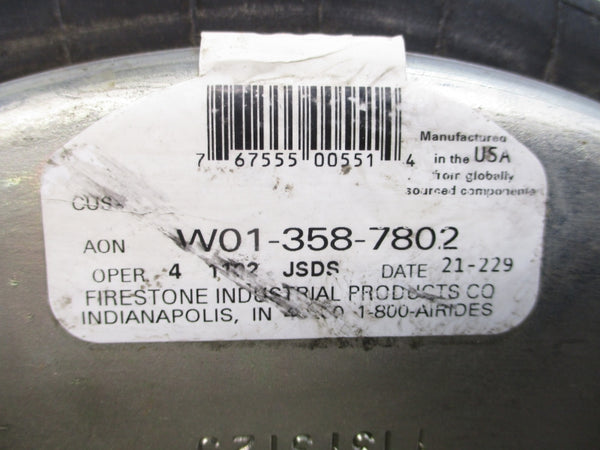 7 67555 00551 4
Manufactured
in the USA
from globally
sourced components
CUS
AON W01-358-7802
OPER 4 JSDS DATE 21-229
FIRESTONE INDUSTRIAL PRODUCTS CO
INDIANAPOLIS, IN 1-800-AIRIDES